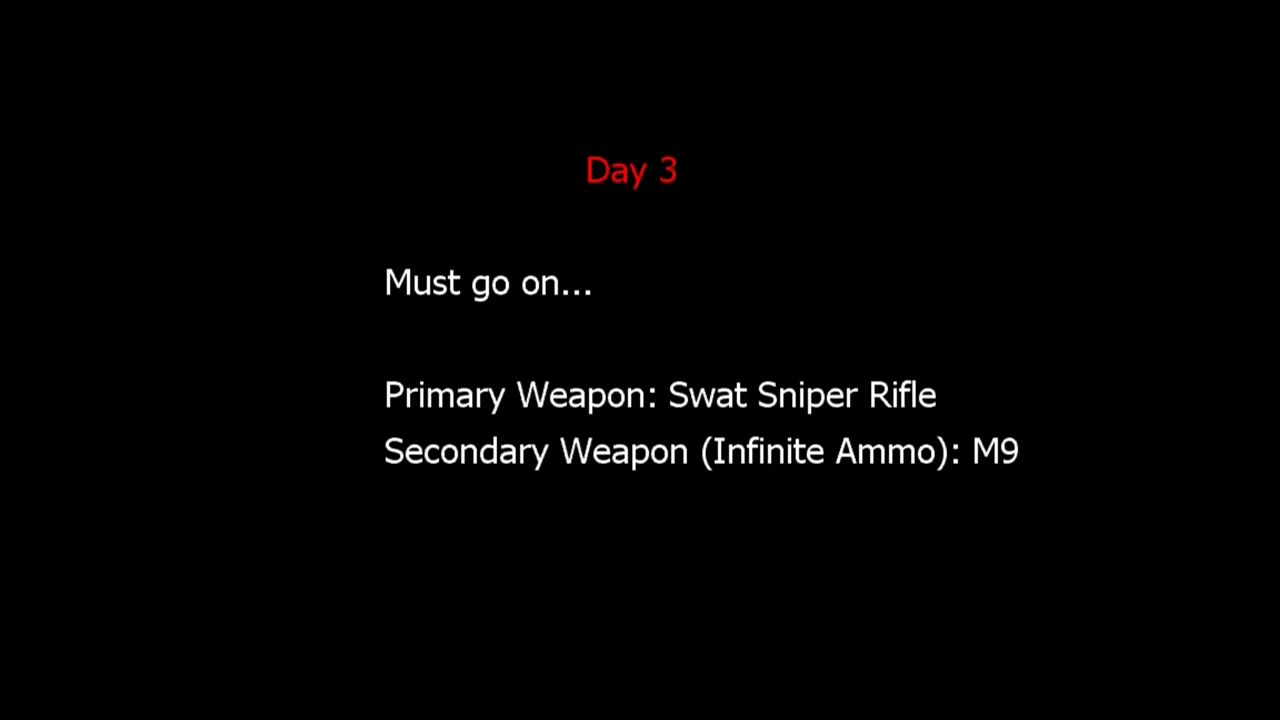 Day 3
Must go on...
Primary Weapon: Swat Sniper Rifle
Secondary Weapon (Infinite Ammo): M9